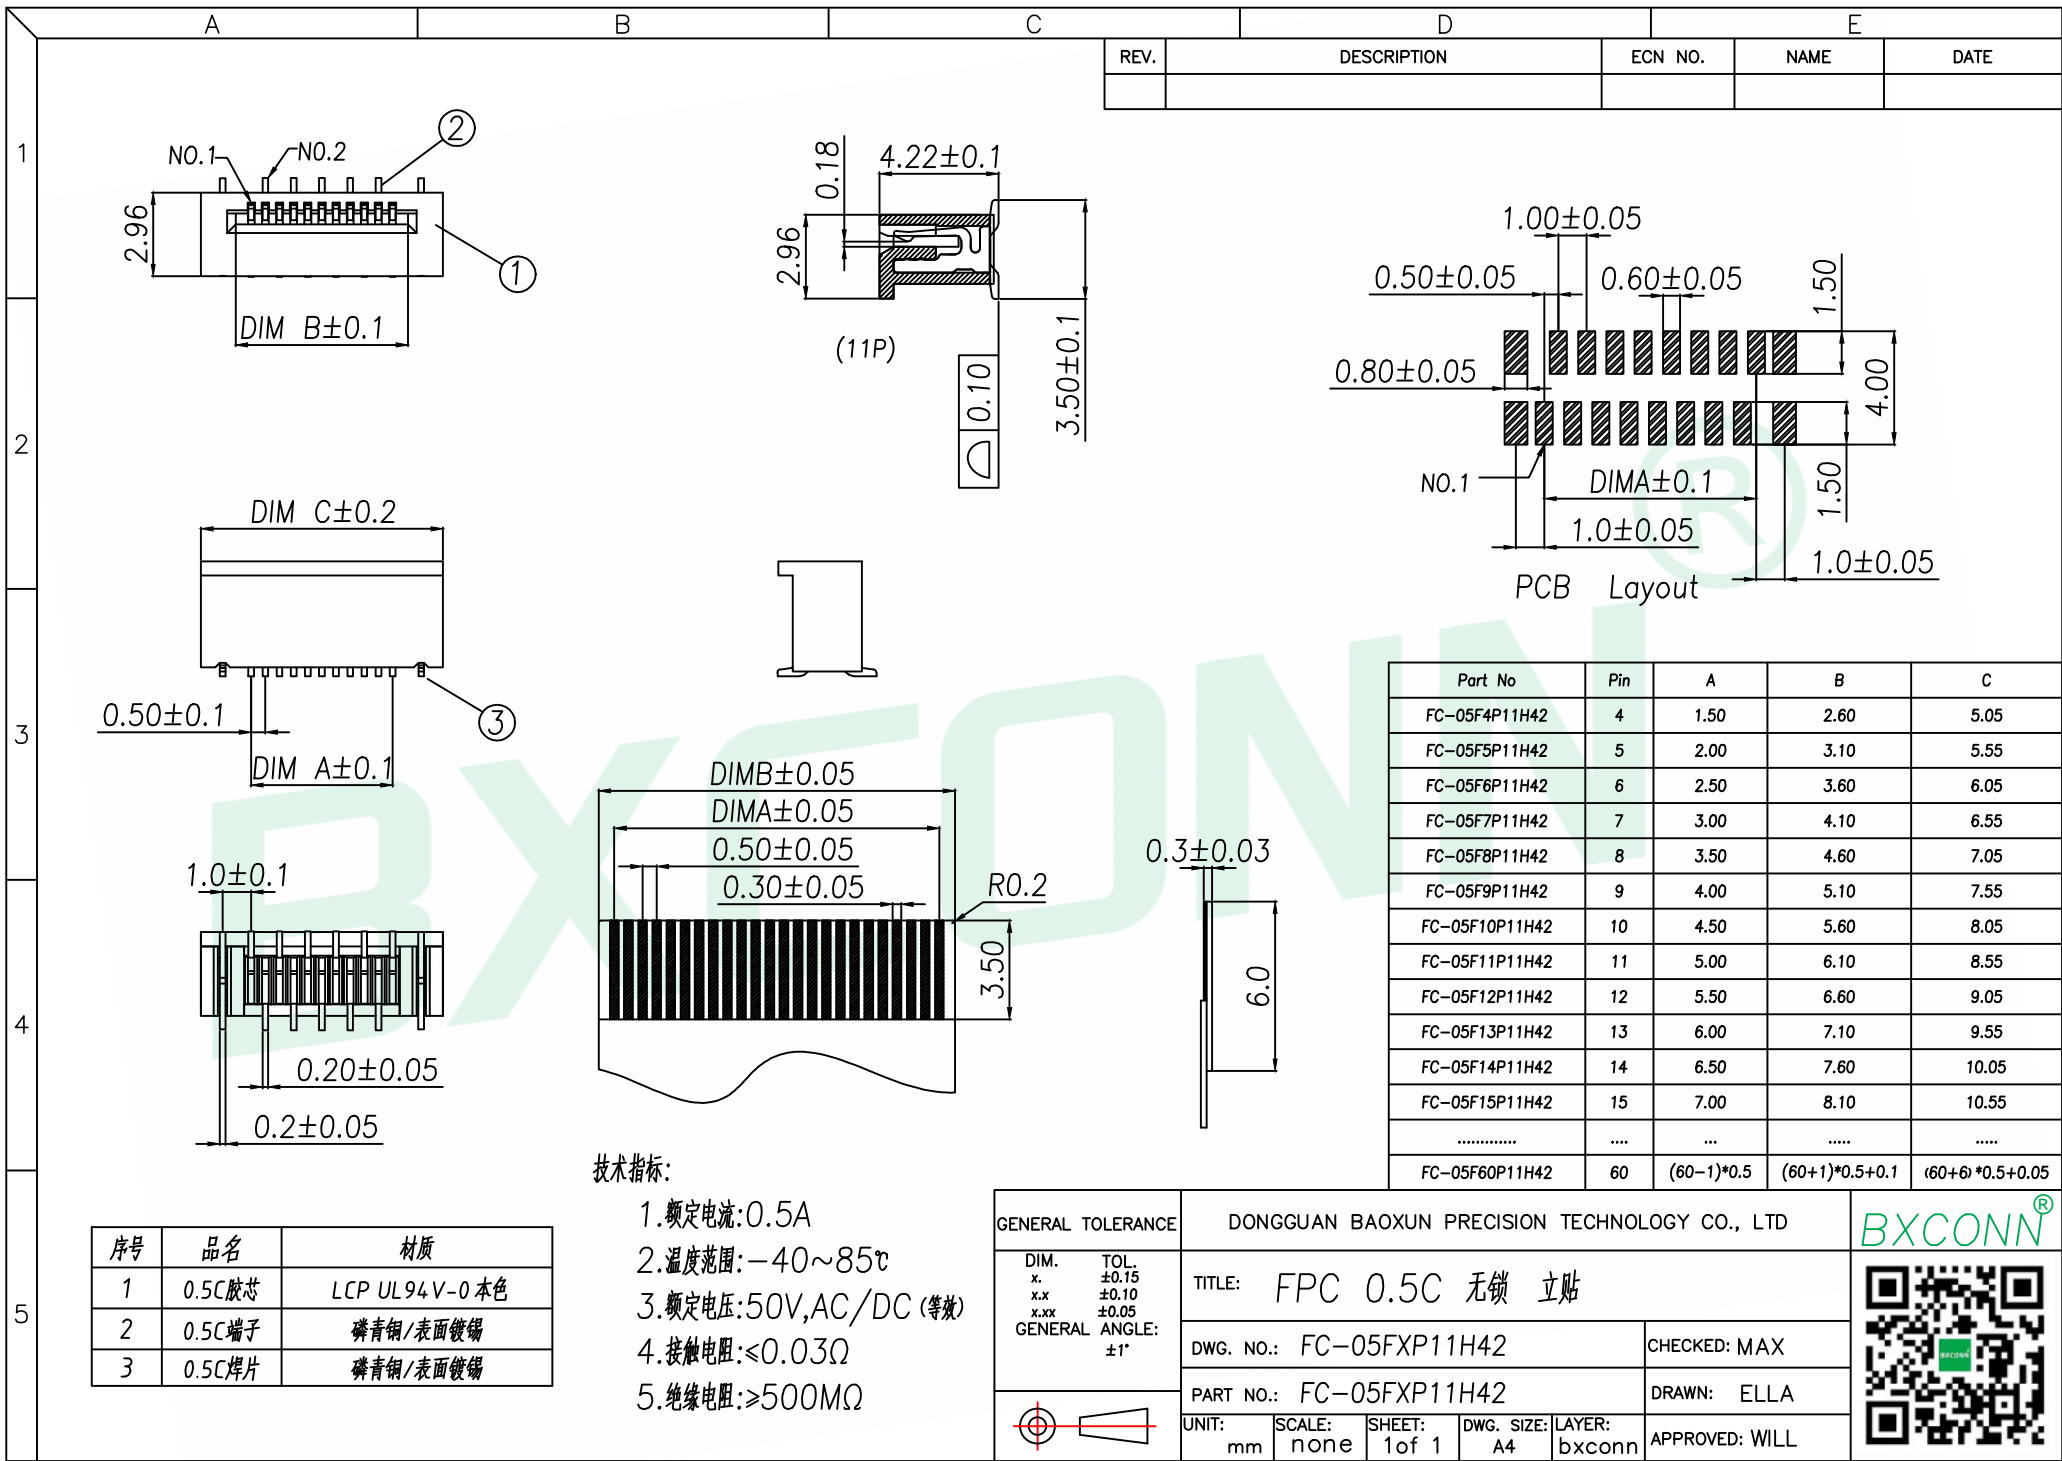 A B C D E
REV. DESCRIPTION ECN NO. NAME DATE
1
2
3
4
5
NO.1 NO.2 2
2.96
1
DIM B±0.1
0.18 4.22±0.1
2.96
3.50±0.1
(11P)
0.10
1.00±0.05
0.50±0.05 0.60±0.05
1.50
0.80±0.05
4.00
1.50
NO.1 DIMA±0.1
1.0±0.05
1.0±0.05
PCB Layout
DIM C±0.2
0.50±0.1
3
DIM A±0.1
1.0±0.1
0.20±0.05
0.2±0.05
DIMB±0.05
DIMA±0.05
0.50±0.05
0.30±0.05
R0.2
3.50
0.3±0.03
6.0
BXCONN®
Part No Pin A B C
FC-05F4P11H42 4 1.50 2.60 5.05
FC-05F5P11H42 5 2.00 3.10 5.55
FC-05F6P11H42 6 2.50 3.60 6.05
FC-05F7P11H42 7 3.00 4.10 6.55
FC-05F8P11H42 8 3.50 4.60 7.05
FC-05F9P11H42 9 4.00 5.10 7.55
FC-05F10P11H42 10 4.50 5.60 8.05
FC-05F11P11H42 11 5.00 6.10 8.55
FC-05F12P11H42 12 5.50 6.60 9.05
FC-05F13P11H42 13 6.00 7.10 9.55
FC-05F14P11H42 14 6.50 7.60 10.05
FC-05F15P11H42 15 7.00 8.10 10.55
............. .... ... ..... .....
FC-05F60P11H42 60 (60-1)*0.5 (60+1)*0.5+0.1 (60+6)*0.5+0.05
技术指标:
1.额定电流:0.5A
2.温度范围:-40~85℃
3.额定电压:50V,AC/DC(等效)
4.接触电阻:≤0.03Ω
5.绝缘电阻:≥500MΩ
序号 品名 材质
1 0.5C胶芯 LCP UL94V-0本色
2 0.5C端子 磷青铜/表面镀锡
3 0.5C焊片 磷青铜/表面镀锡
GENERAL TOLERANCE
DIM. TOL.
x. ±0.15
x.x ±0.10
x.xx ±0.05
GENERAL ANGLE:
±1°
DONGGUAN BAOXUN PRECISION TECHNOLOGY CO., LTD
TITLE: FPC 0.5C 无锁 立贴
DWG. NO.: FC-05FXP11H42 CHECKED: MAX
PART NO.: FC-05FXP11H42 DRAWN: ELLA
UNIT: mm SCALE: none SHEET: 1of 1 DWG. SIZE: A4 LAYER: bxconn APPROVED: WILL
BXCONN®
BXCONN